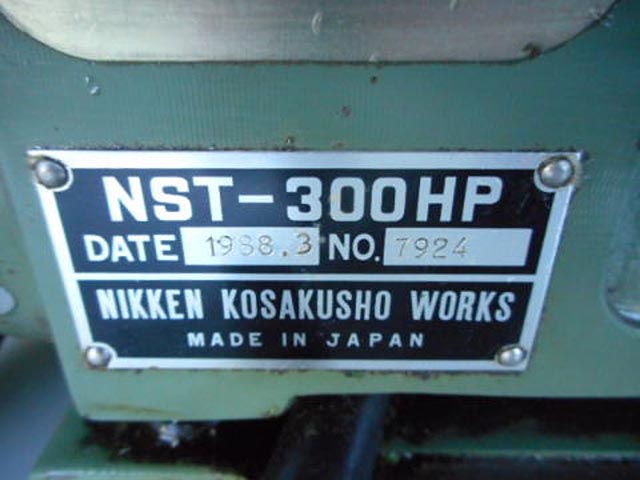 NST-300HP
DATE 1988.3 NO. 7924
NIKKEN KOSAKUSHO WORKS
MADE IN JAPAN